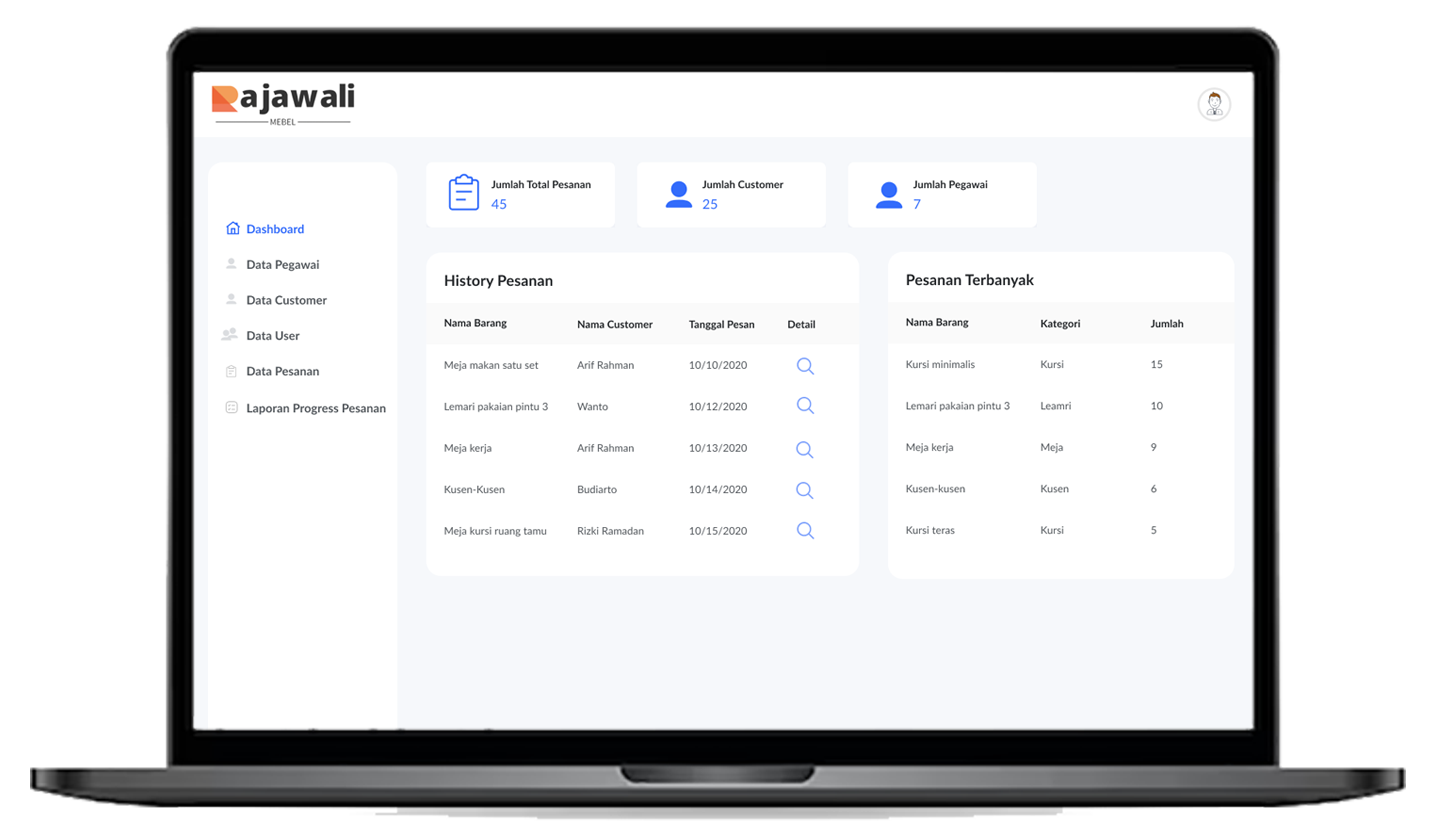 Rajawali
MEBEL
Jumlah Total Pesanan
45
Jumlah Customer
25
Jumlah Pegawai
7
Dashboard
Data Pegawai
Data Customer
Data User
Data Pesanan
Laporan Progress Pesanan
History Pesanan
Nama Barang Nama Customer Tanggal Pesan Detail
Meja makan satu set Arif Rahman 10/10/2020
Lemari pakaian pintu 3 Wanto 10/12/2020
Meja kerja Arif Rahman 10/13/2020
Kusen-Kusen Budiarto 10/14/2020
Meja kursi ruang tamu Rizki Ramadan 10/15/2020
Pesanan Terbanyak
Nama Barang Kategori Jumlah
Kursi minimalis Kursi 15
Lemari pakaian pintu 3 Leamri 10
Meja kerja Meja 9
Kusen-kusen Kusen 6
Kursi teras Kursi 5